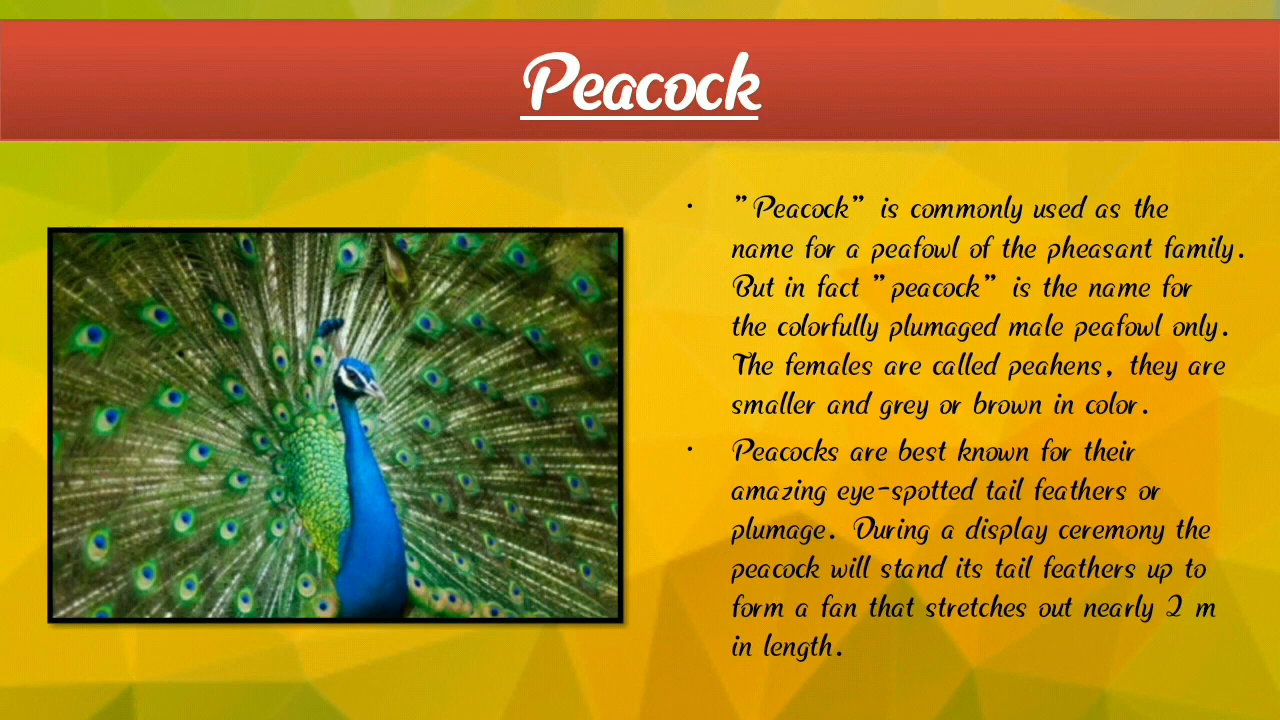 Peacock
• "Peacock" is commonly used as the
name for a peafowl of the pheasant family.
But in fact "peacock" is the name for
the colorfully plumaged male peafowl only.
The females are called peahens, they are
smaller and grey or brown in color.
• Peacocks are best known for their
amazing eye-spotted tail feathers or
plumage. During a display ceremony the
peacock will stand its tail feathers up to
form a fan that stretches out nearly 2 m
in length.